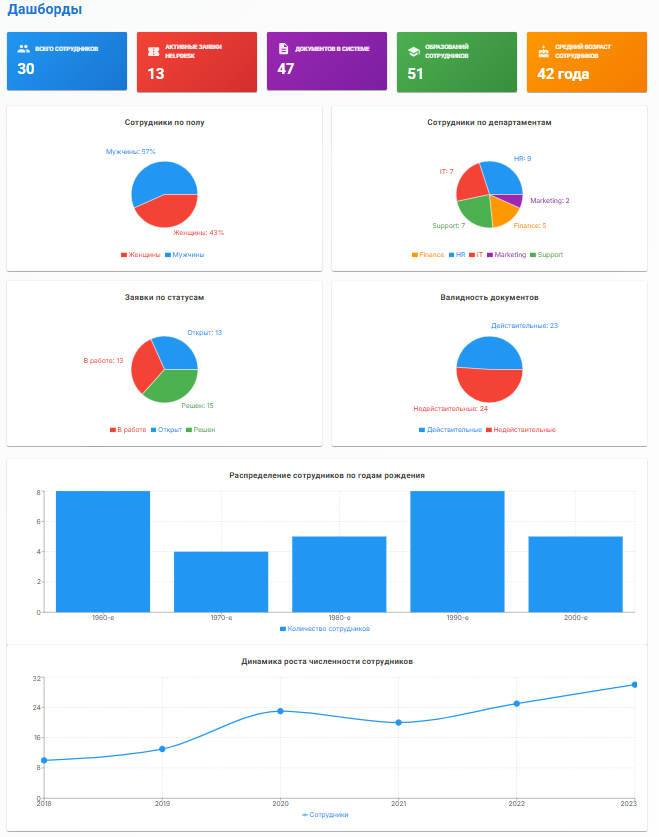 Дашборды
ВСЕГО СОТРУДНИКОВ
30
АКТИВНЫЕ ЗАЯВКИ
HELPDESK
13
ДОКУМЕНТОВ В СИСТЕМЕ
47
ОБРАЗОВАНИЙ
СОТРУДНИКОВ
51
СРЕДНИЙ ВОЗРАСТ
СОТРУДНИКОВ
42 года
Сотрудники по полу
Мужчины: 57%
Женщины: 43%
Женщины Мужчины
Сотрудники по департаментам
HR: 9
IT: 7
Marketing: 2
Support: 7
Finance: 5
Finance HR IT Marketing Support
Заявки по статусам
Открыт: 13
В работе: 13
Решен: 15
В работе Открыт Решен
Валидность документов
Действительные: 23
Недействительные: 24
Действительные Недействительные
Распределение сотрудников по годам рождения
8
6
4
2
0
1960-е 1970-е 1980-е 1990-е 2000-е
Количество сотрудников
Динамика роста численности сотрудников
32
24
16
8
0
2018 2019 2020 2021 2022 2023
Сотрудники